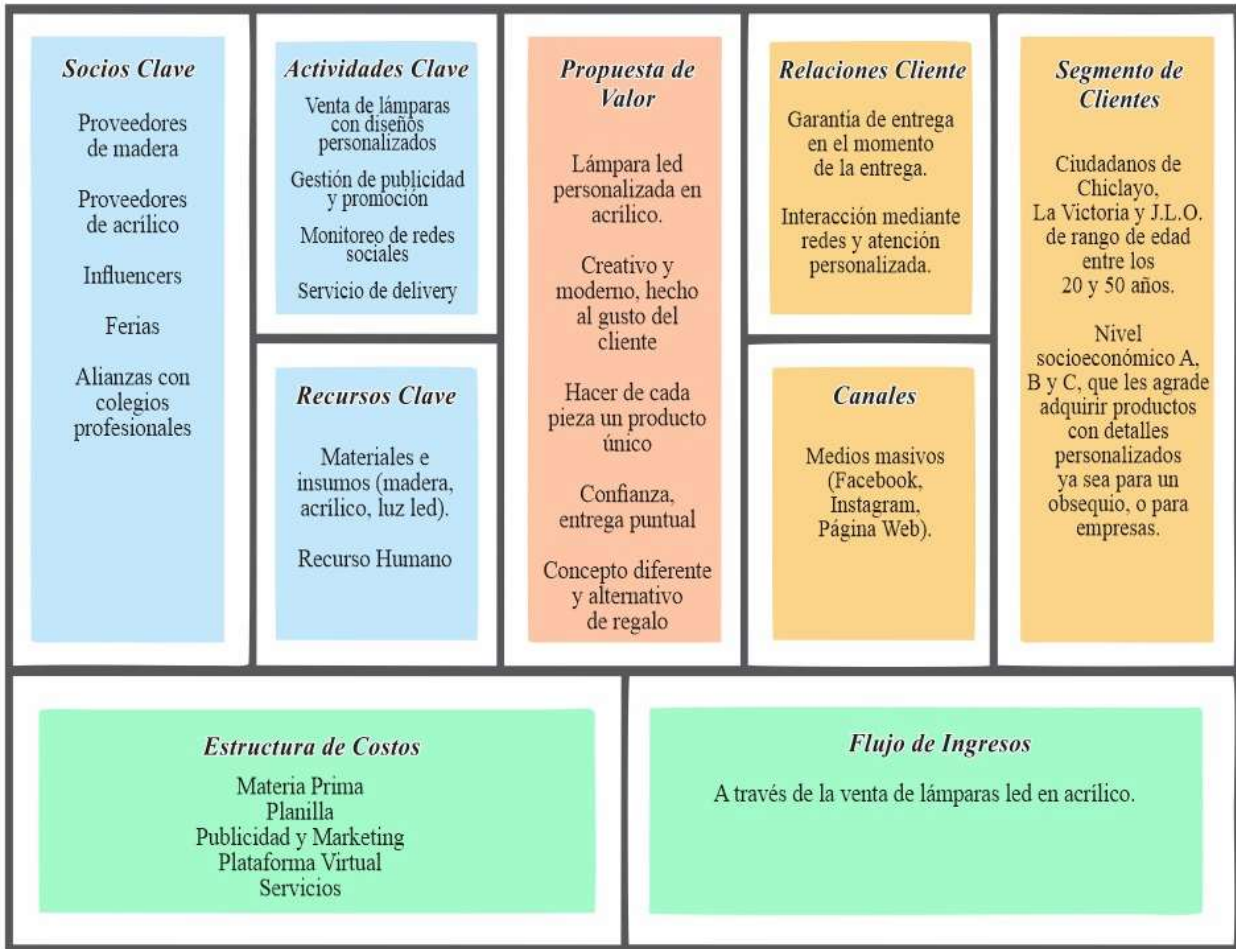 Socios Clave
Proveedores
de madera
Proveedores
de acrílico
Influencers
Ferias
Alianzas con
colegios
profesionales
Actividades Clave
Venta de lámparas
con diseños
personalizados
Gestión de publicidad
y promoción
Monitoreo de redes
sociales
Servicio de delivery
Recursos Clave
Materiales e
insumos (madera,
acrílico, luz led).
Recurso Humano
Propuesta de
Valor
Lámpara led
personalizada en
acrílico.
Creativo y
moderno, hecho
al gusto del
cliente
Hacer de cada
pieza un producto
único
Confianza,
entrega puntual
Concepto diferente
y alternativo
de regalo
Relaciones Cliente
Garantia de entrega
en el momento
de la entrega.
Interacción mediante
redes y atención
personalizada.
Canales
Medios masivos
(Facebook,
Instagram,
Página Web).
Segmento de
Clientes
Ciudadanos de
Chiclayo,
La Victoria y J.L.O.
de rango de edad
entre los
20 y 50 años.
Nivel
socioeconómico A,
B y C, que les agrade
adquirir productos
con detalles
personalizados
ya sea para un
obsequio, o para
empresas.
Estructura de Costos
Materia Prima
Planilla
Publicidad y Marketing
Plataforma Virtual
Servicios
Flujo de Ingresos
A través de la venta de lámparas led en acrílico.